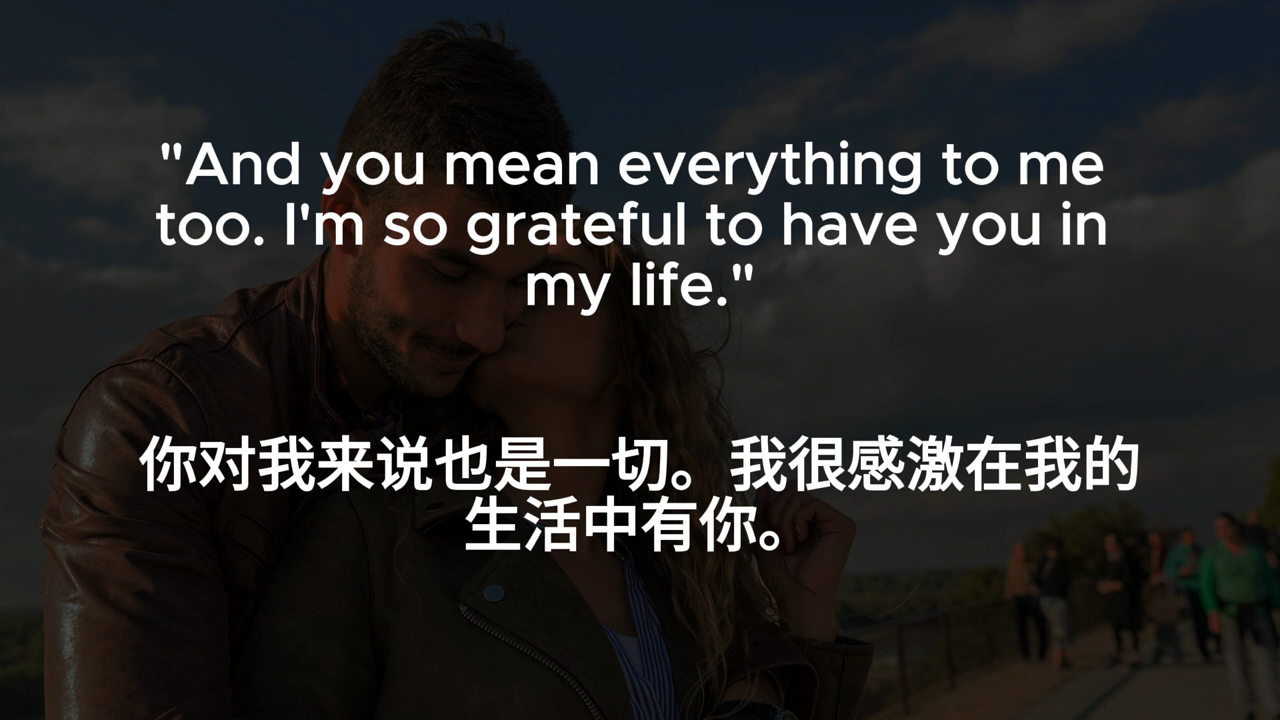 "And you mean everything to me
too. I'm so grateful to have you in
my life."
你对我来说也是一切。我很感激在我的
生活中有你。